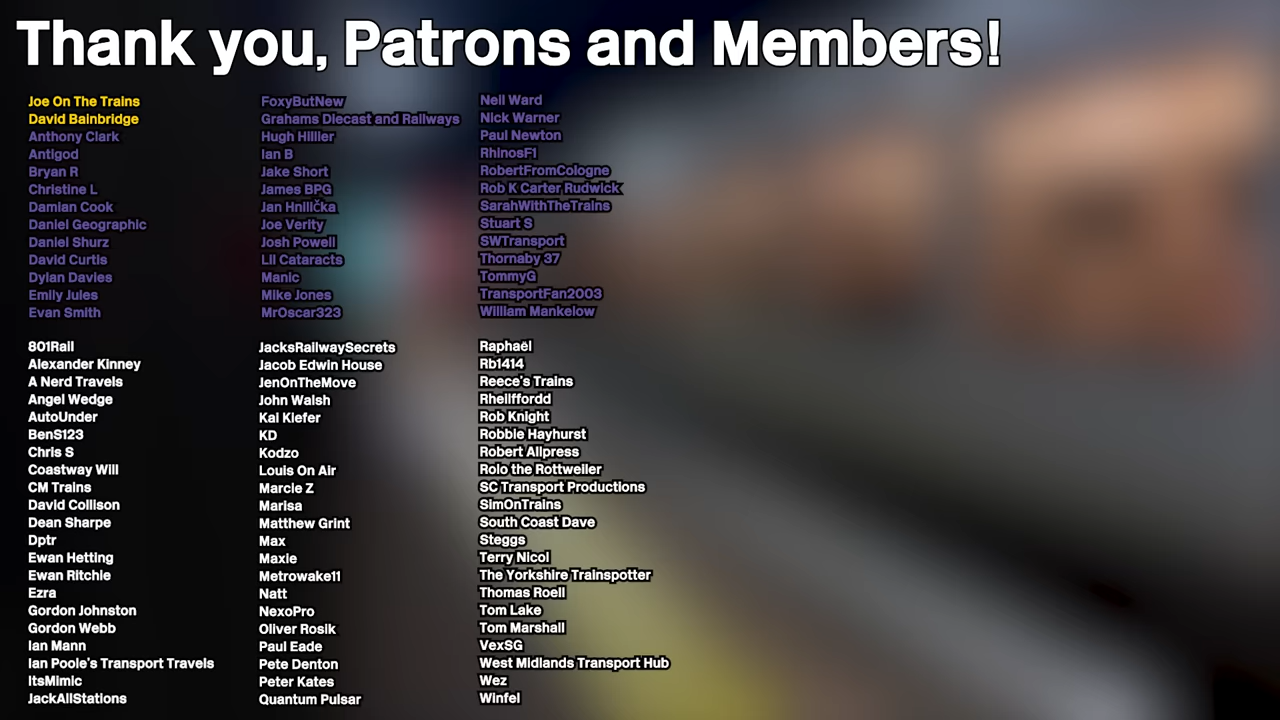 Thank you, Patrons and Members!
Joe On The Trains
David Bainbridge
Anthony Clark
Antigod
Bryan R
Christine L
Damian Cook
Daniel Geographic
Daniel Shurz
David Curtis
Dylan Davies
Emily Jules
Evan Smith
FoxyButNew
Grahams Diecast and Railways
Hugh Hillier
Ian B
Jake Short
James BPG
Jan Hnilička
Joe Verity
Josh Powell
Lil Cataracts
Manic
Mike Jones
MrOscar323
Neil Ward
Nick Warner
Paul Newton
RhinosF1
RobertFromCologne
Rob K Carter Rudwick
SarahWithTheTrains
Stuart S
SWTransport
Thornaby 37
TommyG
TransportFan2003
William Mankelow
801Rail
Alexander Kinney
A Nerd Travels
Angel Wedge
AutoUnder
BenS123
Chris S
Coastway Will
CM Trains
David Collison
Dean Sharpe
Dptr
Ewan Hetting
Ewan Ritchie
Ezra
Gordon Johnston
Gordon Webb
Ian Mann
Ian Poole's Transport Travels
ItsMimic
JackAllStations
JacksRailwaySecrets
Jacob Edwin House
JenOnTheMove
John Walsh
Kai Kiefer
KD
Kodzo
Louis On Air
Marcie Z
Marisa
Matthew Grint
Max
Maxie
Metrowake11
Natt
NexoPro
Oliver Rosik
Paul Eade
Pete Denton
Peter Kates
Quantum Pulsar
Raphaël
Rb1414
Reece's Trains
Rheliffordd
Rob Knight
Robbie Hayhurst
Robert Allpress
Rolo the Rottweiler
SC Transport Productions
SimOnTrains
South Coast Dave
Steggs
Terry Nicol
The Yorkshire Trainspotter
Thomas Roell
Tom Lake
Tom Marshall
VexSG
West Midlands Transport Hub
Wez
Winfel